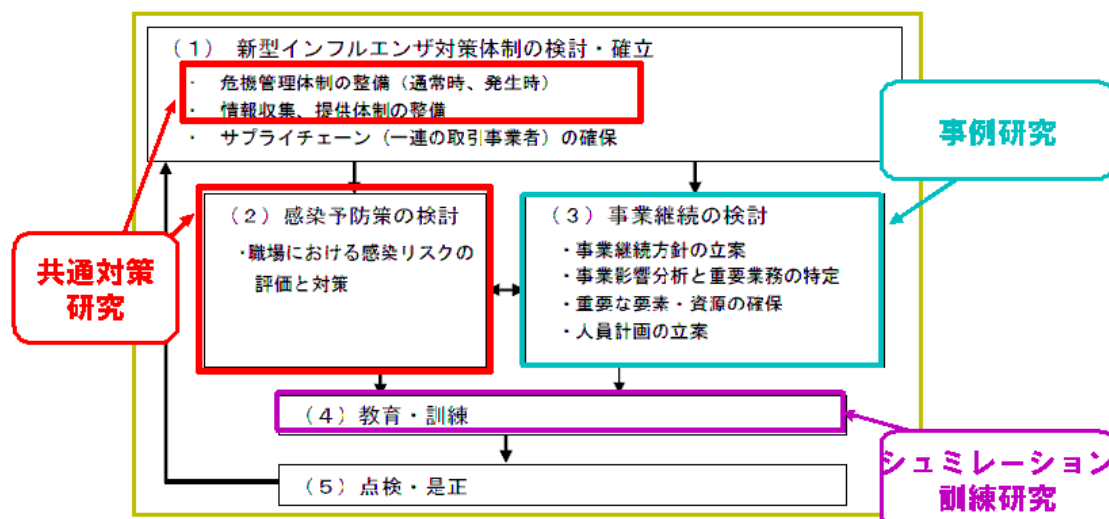 (1) 新型インフルエンザ対策体制の検討・確立
・ 危機管理体制の整備(通常時、発生時)
・ 情報収集、提供体制の整備
・ サプライチェーン(一連の取引事業者)の確保
事例研究
(2)感染予防策の検討
・職場における感染リスクの
評価と対策
(3)事業継続の検討
・事業継続方針の立案
・事業影響分析と重要業務の特定
・重要な要素・資源の確保
・人員計画の立案
共通対策
研究
(4)教育・訓練
シュミレーション
訓練研究
(5)点検・是正